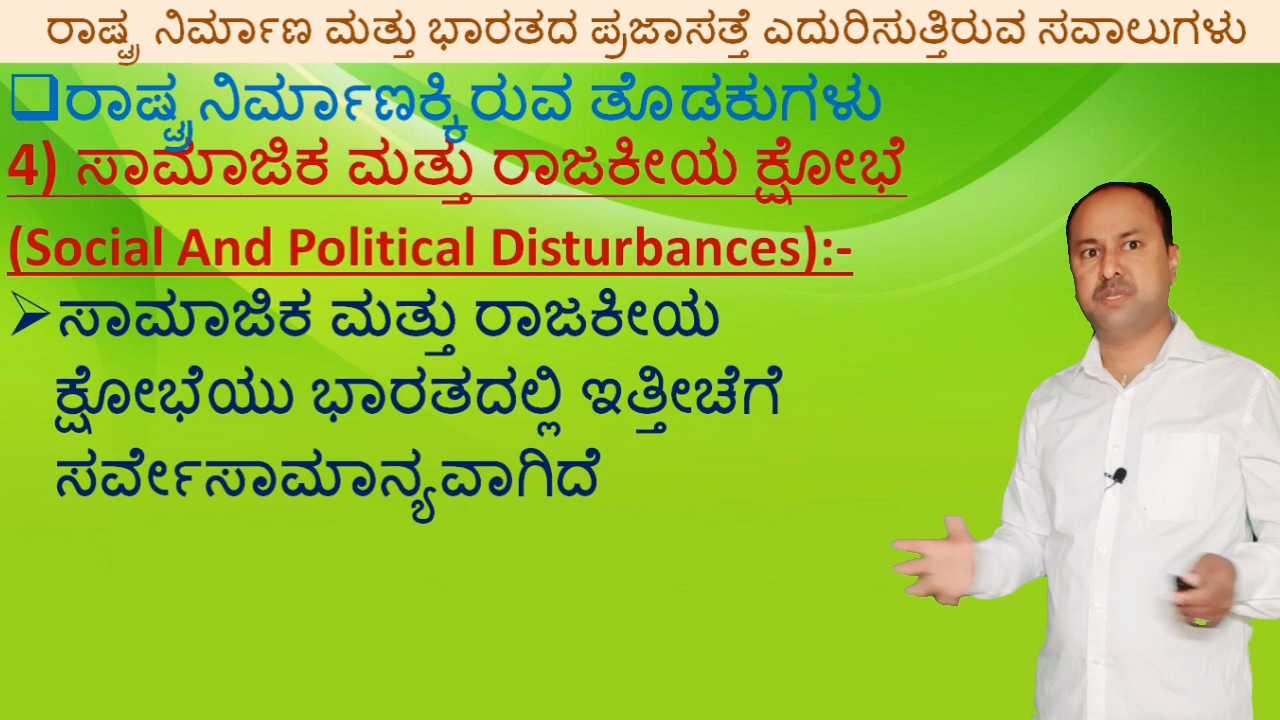 ರಾಷ್ಟ್ರ ನಿರ್ಮಾಣ ಮತ್ತು ಭಾರತದ ಪ್ರಜಾಸತ್ತೆ ಎದುರಿಸುತ್ತಿರುವ ಸವಾಲುಗಳು
❑ರಾಷ್ಟ್ರನಿರ್ಮಾಣಕ್ಕಿರುವ ತೊಡಕುಗಳು
4) ಸಾಮಾಜಿಕ ಮತ್ತು ರಾಜಕೀಯ ಕ್ಷೋಭೆ
(Social And Political Disturbances):-
➢ಸಾಮಾಜಿಕ ಮತ್ತು ರಾಜಕೀಯ
ಕ್ಷೋಭೆಯು ಭಾರತದಲ್ಲಿ ಇತ್ತೀಚೆಗೆ
ಸರ್ವೇಸಾಮಾನ್ಯವಾಗಿದೆ